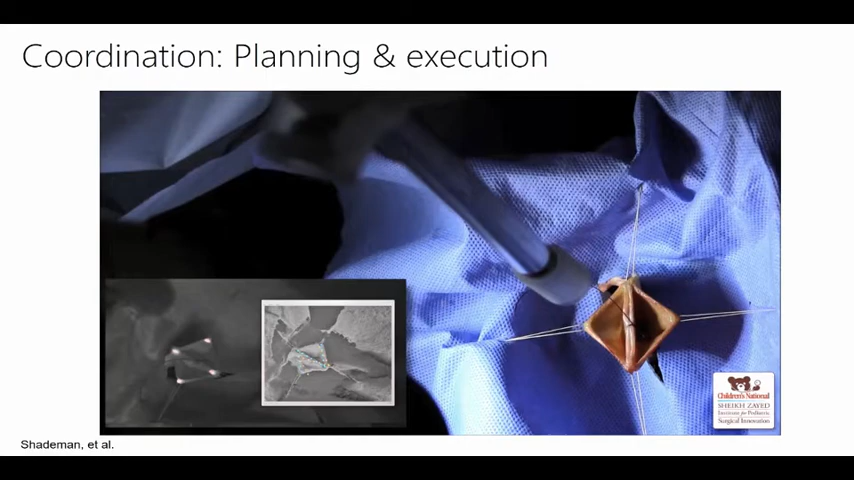 Coordination: Planning & execution
Children's National
SHEIKH ZAYED
Institute for Pediatric
Surgical Innovation
Shademan, et al.